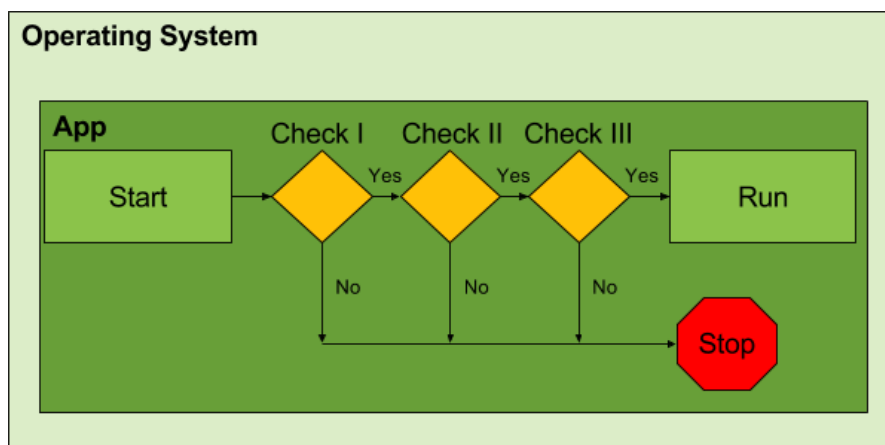 Operating System
App
Check I
Check II
Check III
Start
Yes
Yes
Yes
Run
No
No
No
Stop